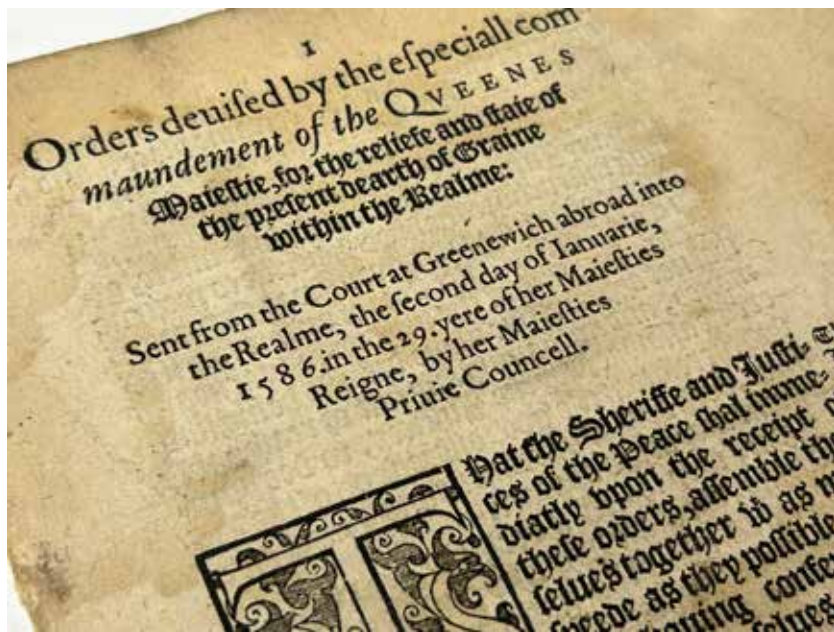 1
Orders deuiſed by the eſpeciall com
maundement of the QVEENES
Maieſtie, for the reliefe and ſtaie of
the preſent dearth of Graine
within the Realme:
Sent from the Court at Greenewich abroad into
the Realme, the ſecond day of Ianuarie,
1586. in the 29. yere of her Maieſties
Reigne, by her Maieſties
Priuie Councell.
Hat the Sheriffe and Iuſti-
ces of the Peace ſhal imme-
diatly vpon the receipt
theſe orders, aſſemble
ſelues together w as
ſpeede as they poſſible
hauing
ſelues